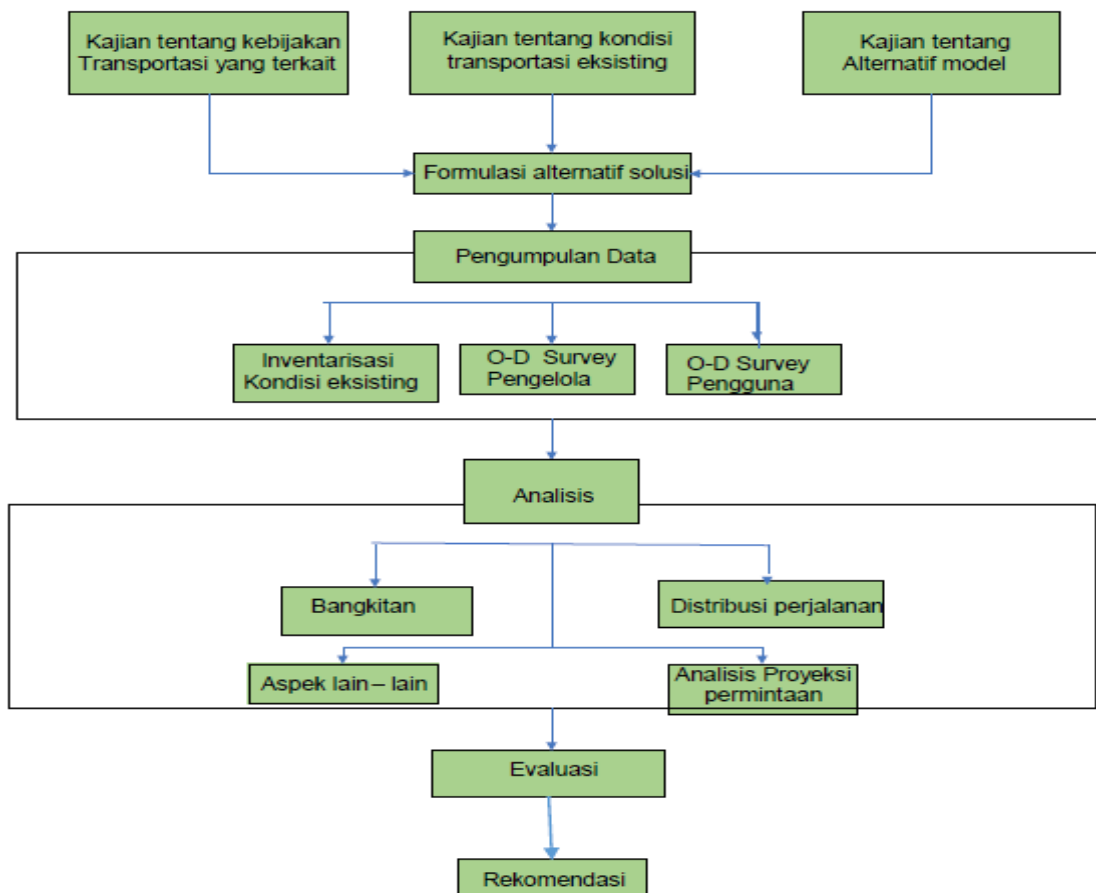 Kajian tentang kebijakan
Transportasi yang terkait
Kajian tentang kondisi
transportasi eksisting
Kajian tentang
Alternatif model
Formulasi alternatif solusi
Pengumpulan Data
Inventarisasi
Kondisi eksisting
O-D Survey
Pengelola
O-D Survey
Pengguna
Analisis
Bangkitan
Distribusi perjalanan
Aspek lain – lain
Analisis Proyeksi
permintaan
Evaluasi
Rekomendasi